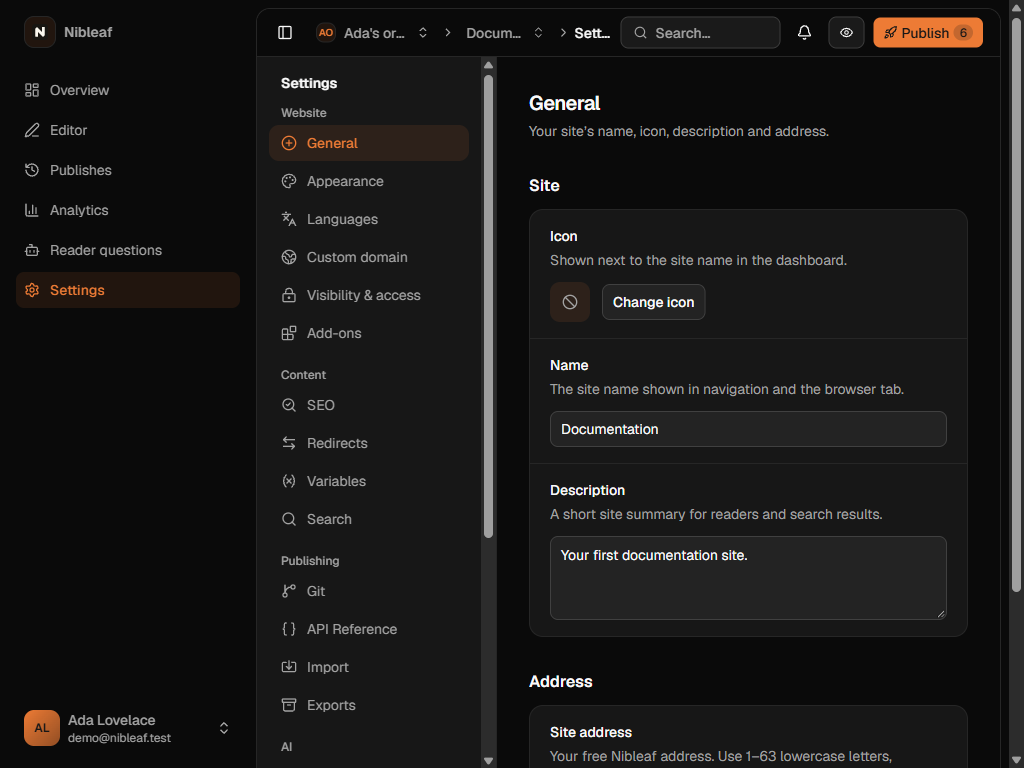 N Nibleaf
Overview
Editor
Publishes
Analytics
Reader questions
Settings
AL
Ada Lovelace
demo@nibleaf.test
AO Ada's or... Docum... Sett... Search... Publish 6
Settings
Website
General
Appearance
Languages
Custom domain
Visibility & access
Add-ons
Content
SEO
Redirects
Variables
Search
Publishing
Git
API Reference
Import
Exports
AI
General
Your site's name, icon, description and address.
Site
Icon
Shown next to the site name in the dashboard.
Change icon
Name
The site name shown in navigation and the browser tab.
Documentation
Description
A short site summary for readers and search results.
Your first documentation site.
Address
Site address
Your free Nibleaf address. Use 1–63 lowercase letters,